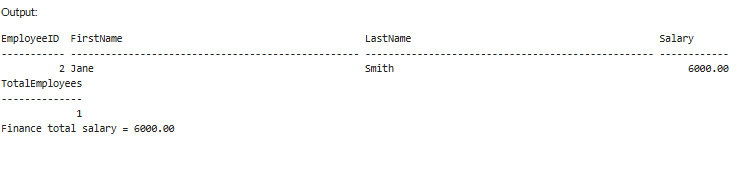 Output:
EmployeeID FirstName                                          LastName                                           Salary
----------- -------------------------------------------------- -------------------------------------------------- ------------
          2 Jane                                               Smith                                                   6000.00
TotalEmployees
--------------
             1
Finance total salary = 6000.00